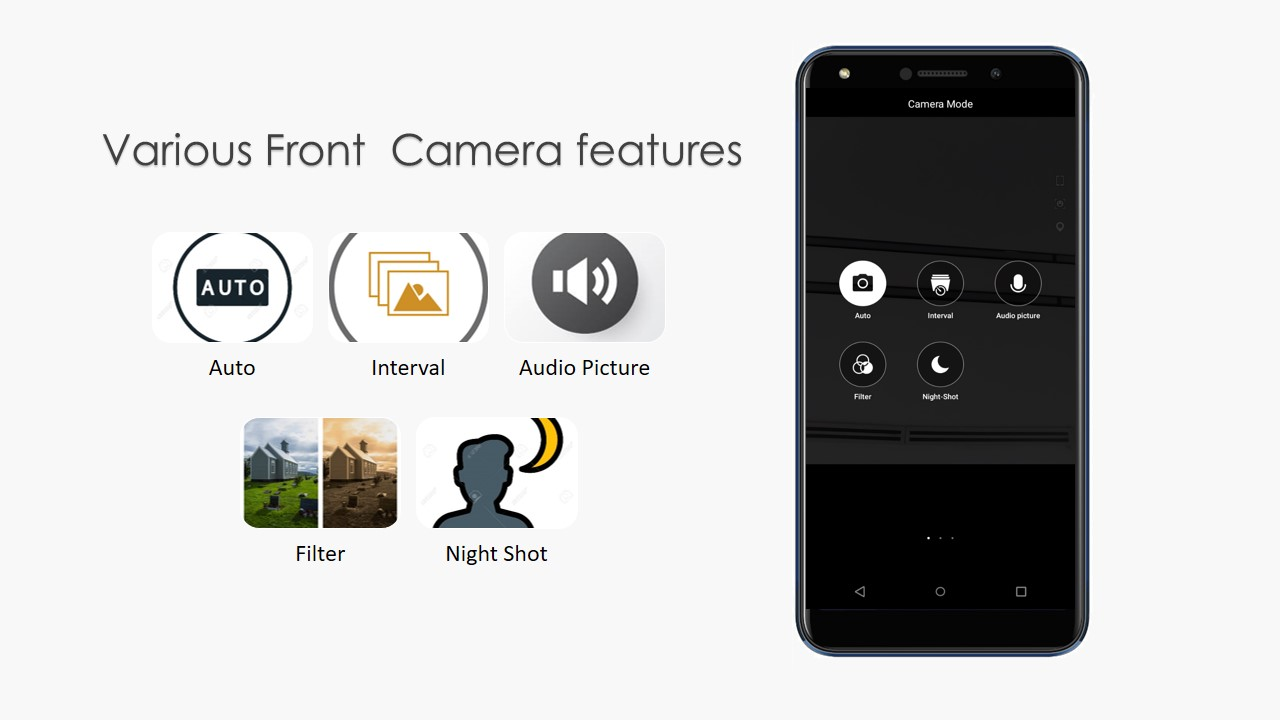 Various Front  Camera features
AUTO
Auto
Interval
Audio Picture
Filter
Night Shot
Camera Mode
Auto
Interval
Audio picture
Filter
Night-Shot